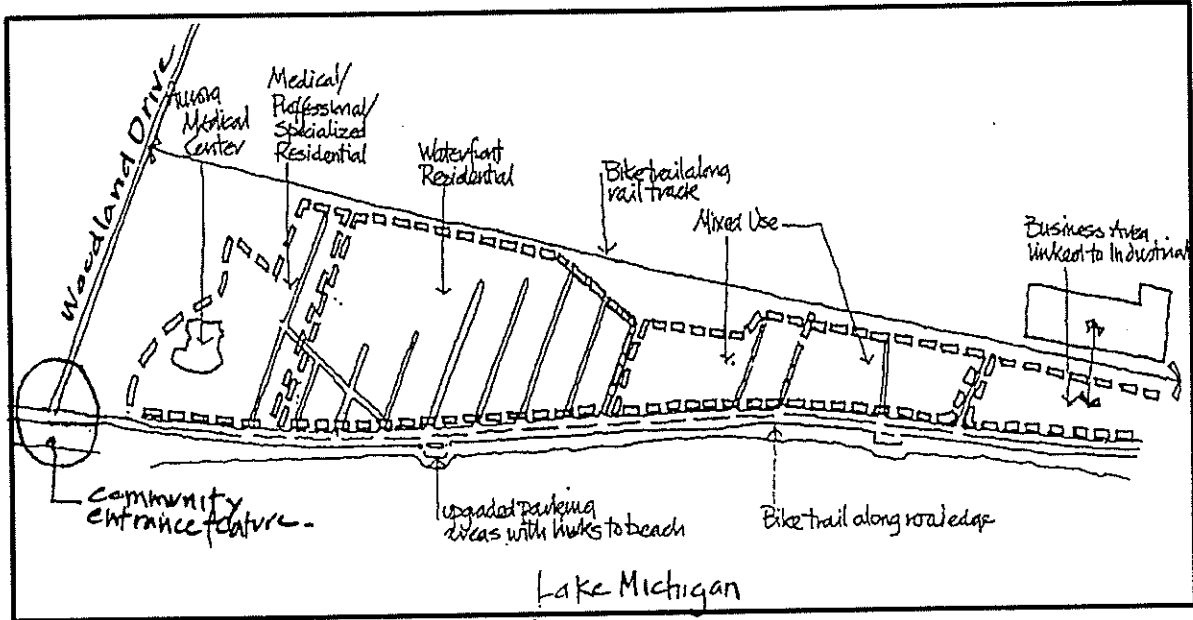 Woodland Drive
Aurora
Medical
Center
Medical/
Professional/
Specialized
Residential
Waterfront
Residential
Bike trail along
rail track
Mixed Use
Business Area
linked to Industrial
Community
entrance feature
upgraded parking
areas with links to beach
Bike trail along road edge
Lake Michigan